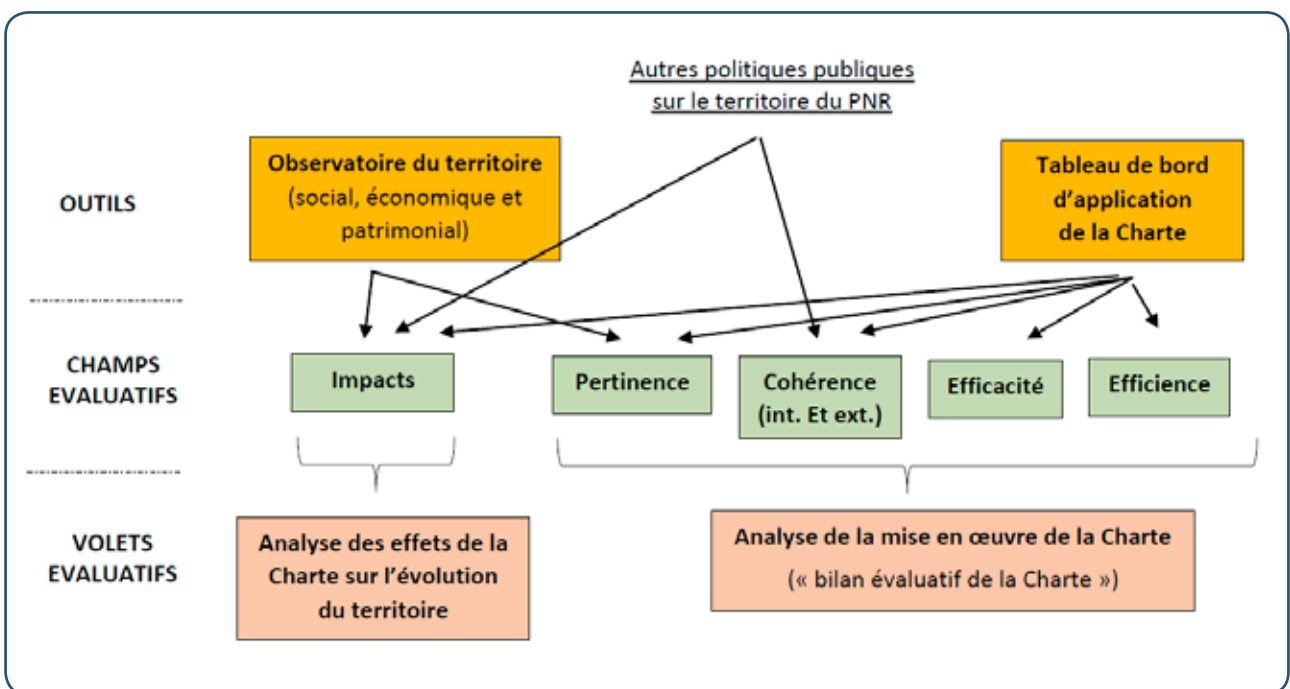 Autres politiques publiques
sur le territoire du PNR
OUTILS
Observatoire du territoire
(social, économique et
patrimonial)
Tableau de bord
d'application
de la Charte
CHAMPS
EVALUATIFS
Impacts
Pertinence
Cohérence
(int. Et ext.)
Efficacité
Efficience
VOLETS
EVALUATIFS
Analyse des effets de la
Charte sur l'évolution
du territoire
Analyse de la mise en œuvre de la Charte
(« bilan évaluatif de la Charte »)